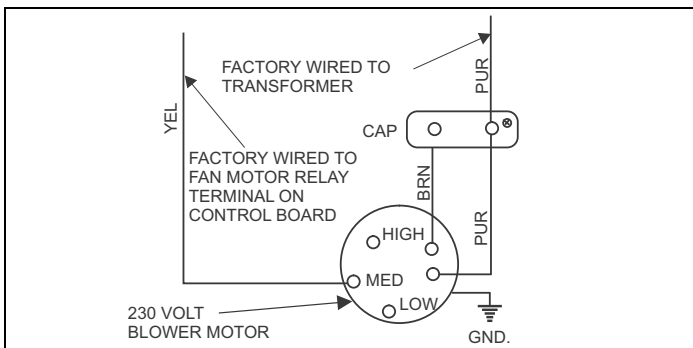 FACTORY WIRED TO
TRANSFORMER
PUR
YEL
CAP
FACTORY WIRED TO
FAN MOTOR RELAY
TERMINAL ON
CONTROL BOARD
BRN
PUR
HIGH
MED
LOW
230 VOLT
BLOWER MOTOR
GND.